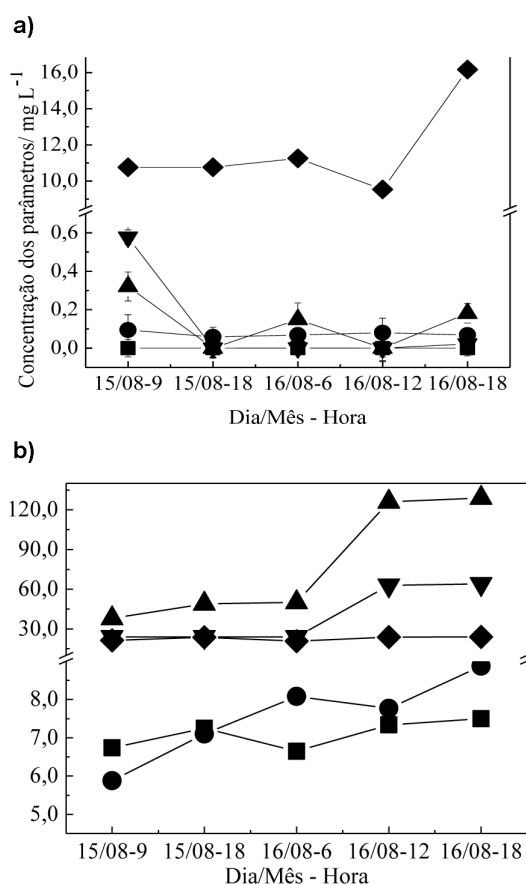 a)
Concentração dos parâmetros/ mg L-1
16,0
14,0
12,0
10,0
0,6
0,4
0,2
0,0
15/08-9 15/08-18 16/08-6 16/08-12 16/08-18
Dia/Mês - Hora
b)
120,0
90,0
60,0
30,0
8,0
7,0
6,0
5,0
15/08-9 15/08-18 16/08-6 16/08-12 16/08-18
Dia/Mês - Hora